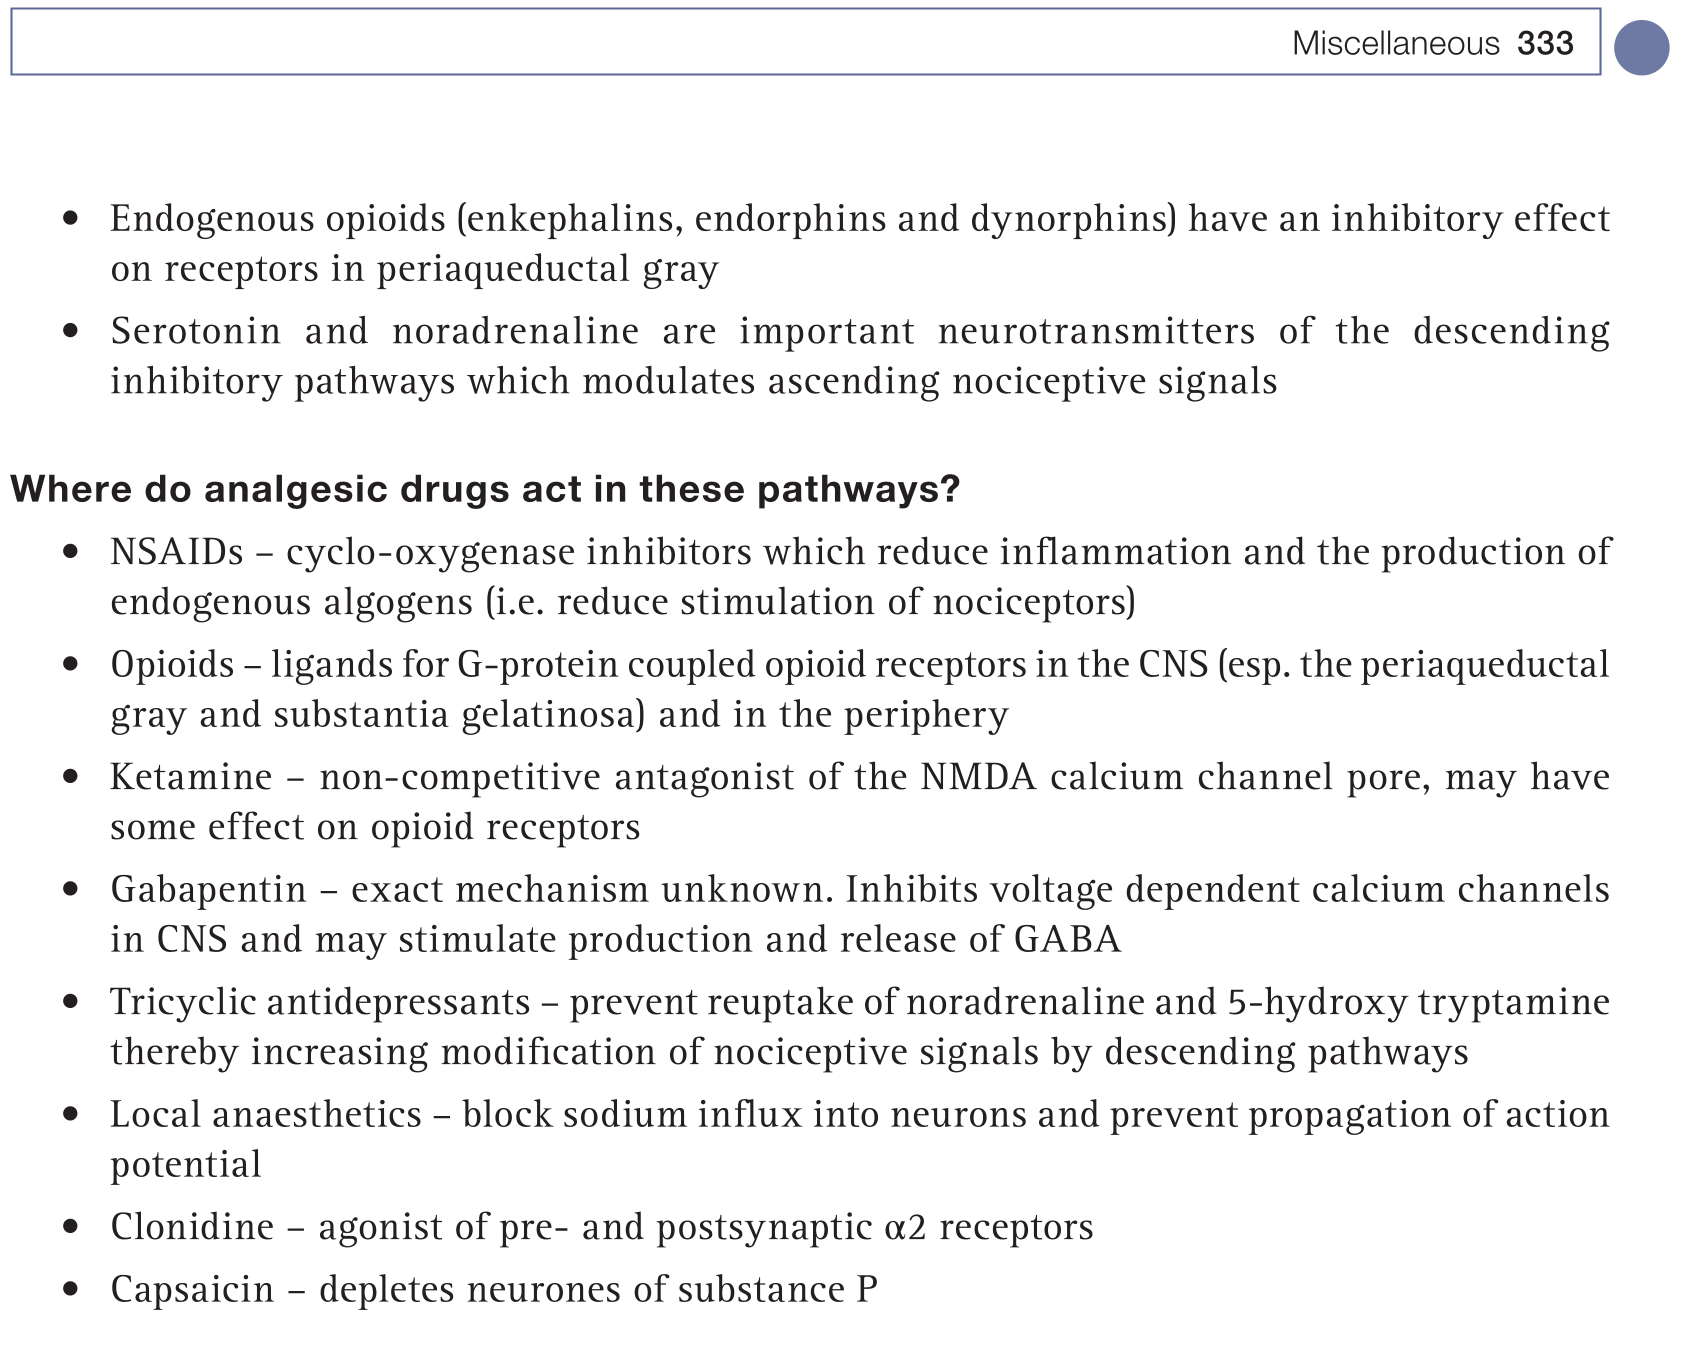 Miscellaneous 333
• Endogenous opioids (enkephalins, endorphins and dynorphins) have an inhibitory effect
on receptors in periaqueductal gray
• Serotonin and noradrenaline are important neurotransmitters of the descending
inhibitory pathways which modulates ascending nociceptive signals
Where do analgesic drugs act in these pathways?
• NSAIDs – cyclo-oxygenase inhibitors which reduce inflammation and the production of
endogenous algogens (i.e. reduce stimulation of nociceptors)
• Opioids – ligands for G-protein coupled opioid receptors in the CNS (esp. the periaqueductal
gray and substantia gelatinosa) and in the periphery
• Ketamine – non-competitive antagonist of the NMDA calcium channel pore, may have
some effect on opioid receptors
• Gabapentin – exact mechanism unknown. Inhibits voltage dependent calcium channels
in CNS and may stimulate production and release of GABA
• Tricyclic antidepressants – prevent reuptake of noradrenaline and 5-hydroxy tryptamine
thereby increasing modification of nociceptive signals by descending pathways
• Local anaesthetics – block sodium influx into neurons and prevent propagation of action
potential
• Clonidine – agonist of pre- and postsynaptic α2 receptors
• Capsaicin – depletes neurones of substance P